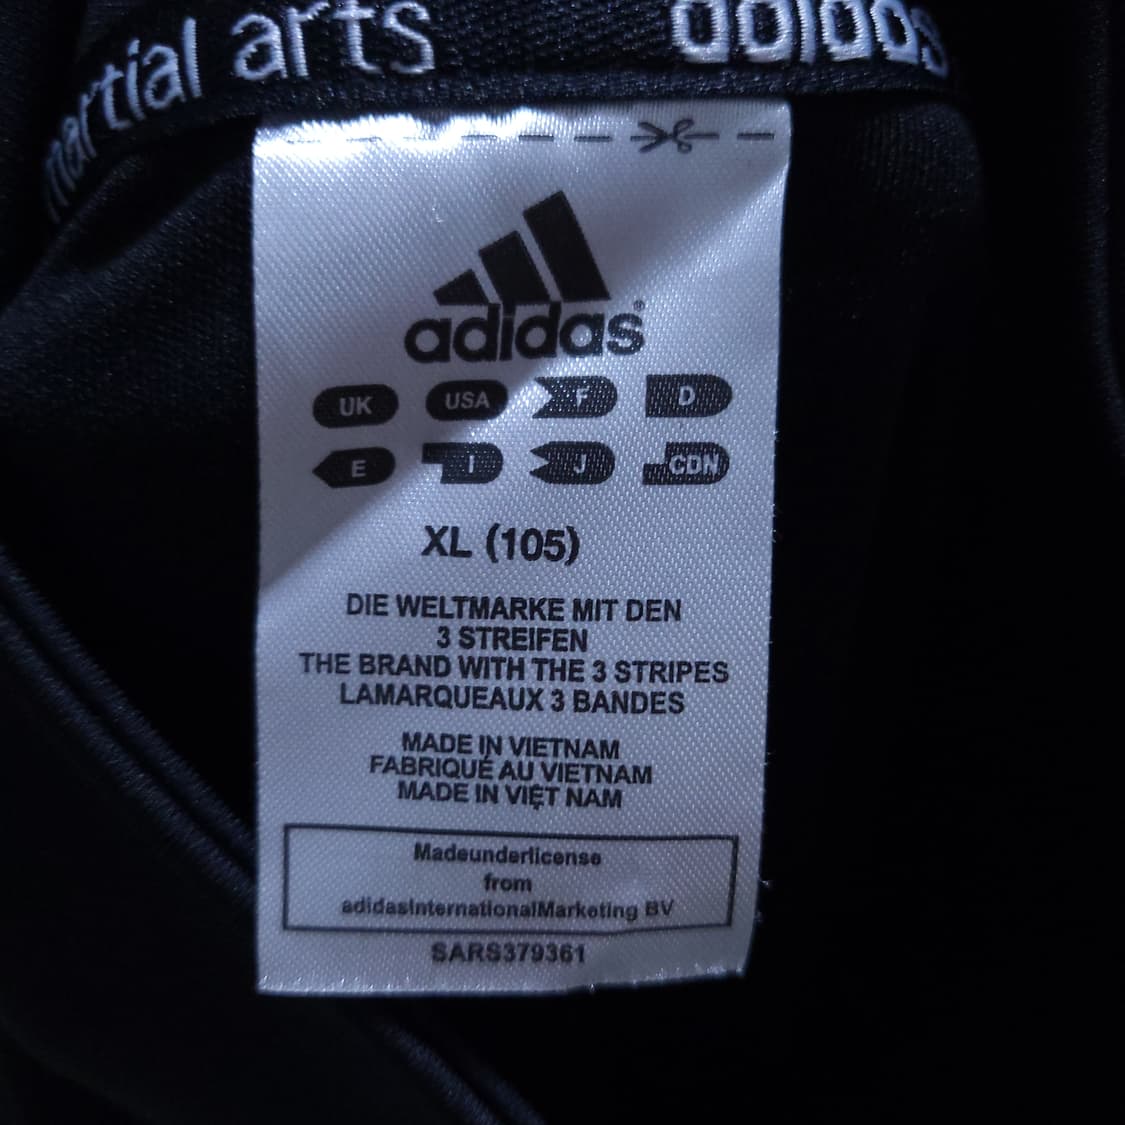 martial arts adidas
adidas®
UK USA F D
E I J CDN
XL (105)
DIE WELTMARKE MIT DEN
3 STREIFEN
THE BRAND WITH THE 3 STRIPES
LAMARQUEAUX 3 BANDES
MADE IN VIETNAM
FABRIQUÉ AU VIETNAM
MADE IN VIỆT NAM
Madeunderlicense
from
adidasInternationalMarketing BV
SARS379361